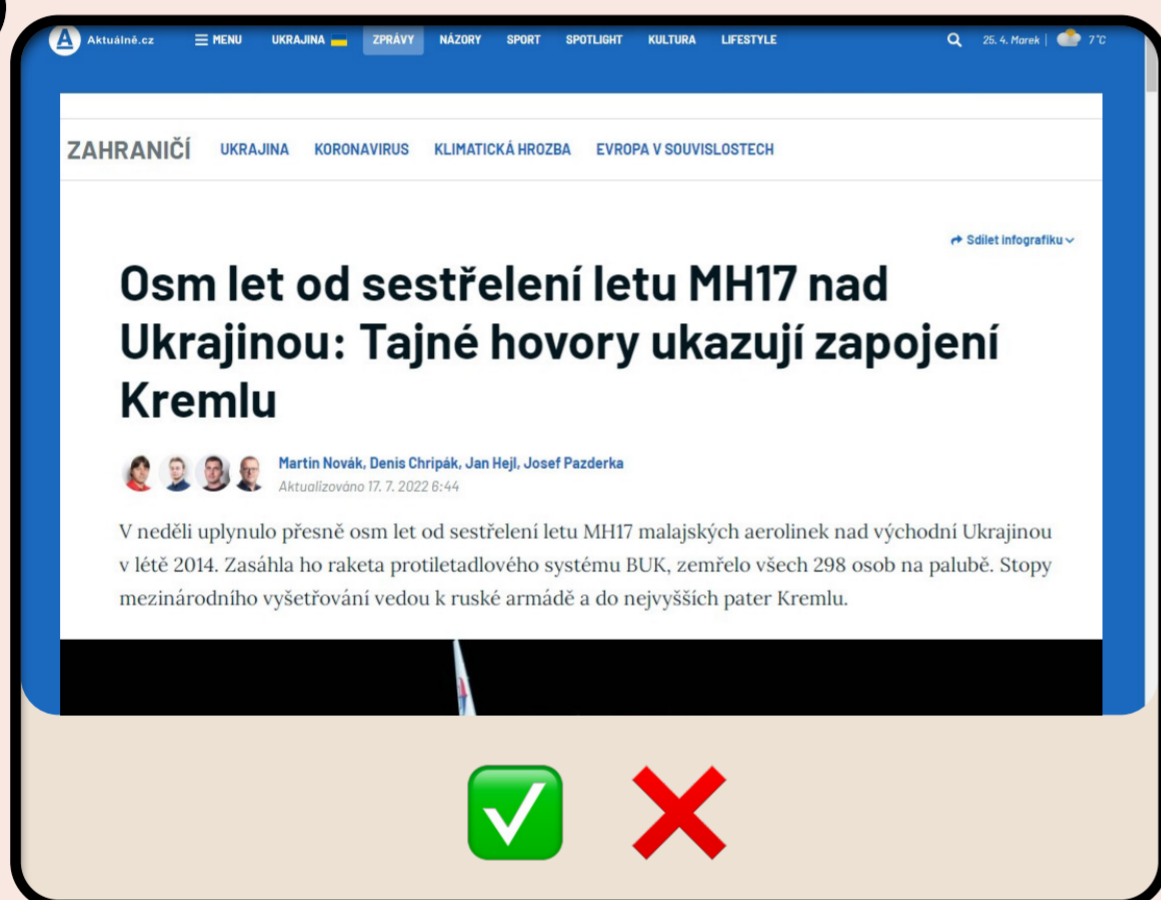 Aktuálně.cz MENU UKRAJINA ZPRÁVY NÁZORY SPORT SPOTLIGHT KULTURA LIFESTYLE 25. 4. Marek | 7°C
ZAHRANIČÍ UKRAJINA KORONAVIRUS KLIMATICKÁ HROZBA EVROPA V SOUVISLOSTECH
Sdílet infografiku
Osm let od sestřelení letu MH17 nad
Ukrajinou: Tajné hovory ukazují zapojení
Kremlu
Martin Novák, Denis Chripák, Jan Hejl, Josef Pazderka
Aktualizováno 17. 7. 2022 6:44
V neděli uplynulo přesně osm let od sestřelení letu MH17 malajských aerolinek nad východní Ukrajinou
v létě 2014. Zasáhla ho raketa protiletadlového systému BUK, zemřelo všech 298 osob na palubě. Stopy
mezinárodního vyšetřování vedou k ruské armádě a do nejvyšších pater Kremlu.